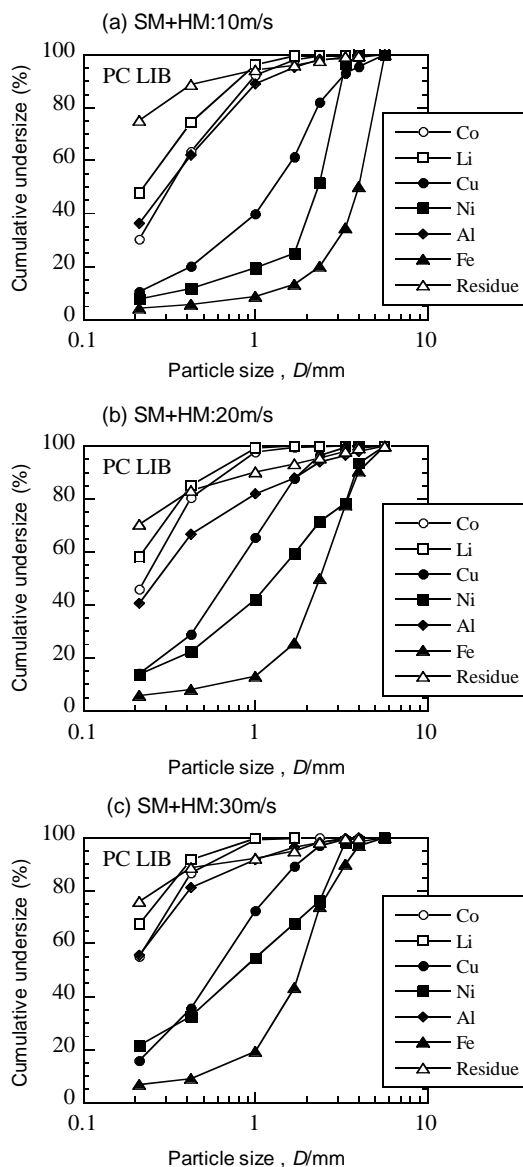 (a) SM+HM:10m/s
100
80
60
40
20
0
Cumulative undersize (%)
PC LIB
Co
Li
Cu
Ni
Al
Fe
Residue
0.1 1 10
Particle size , D/mm
(b) SM+HM:20m/s
100
80
60
40
20
0
Cumulative undersize (%)
PC LIB
Co
Li
Cu
Ni
Al
Fe
Residue
0.1 1 10
Particle size , D/mm
(c) SM+HM:30m/s
100
80
60
40
20
0
Cumulative undersize (%)
PC LIB
Co
Li
Cu
Ni
Al
Fe
Residue
0.1 1 10
Particle size , D/mm